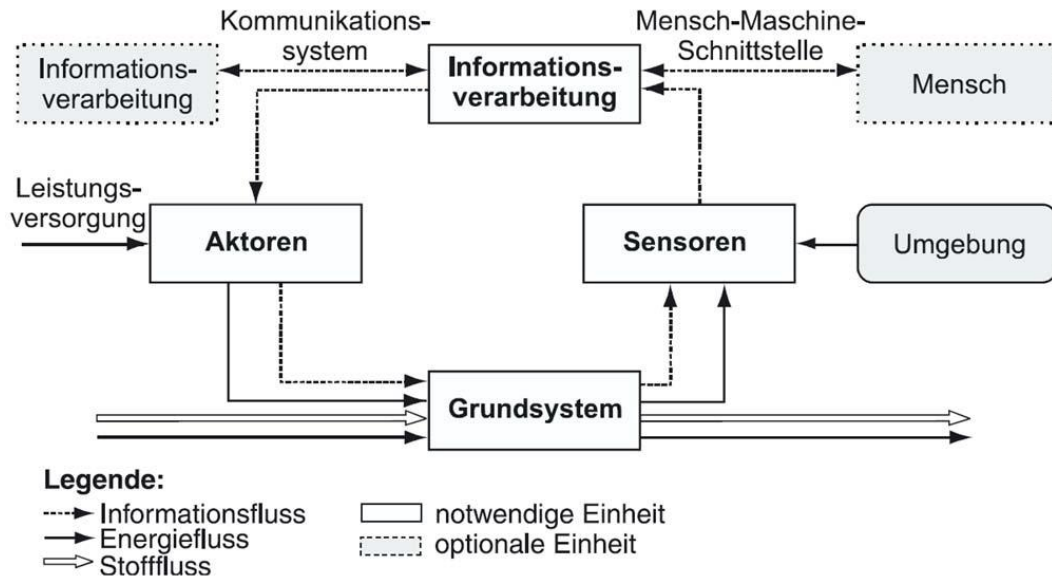 Kommunikations-
system
Mensch-Maschine-
Schnittstelle
Informations-
verarbeitung
Informations-
verarbeitung
Mensch
Leistungs-
versorgung
Aktoren
Sensoren
Umgebung
Grundsystem
Legende:
Informationsfluss
Energiefluss
Stofffluss
notwendige Einheit
optionale Einheit